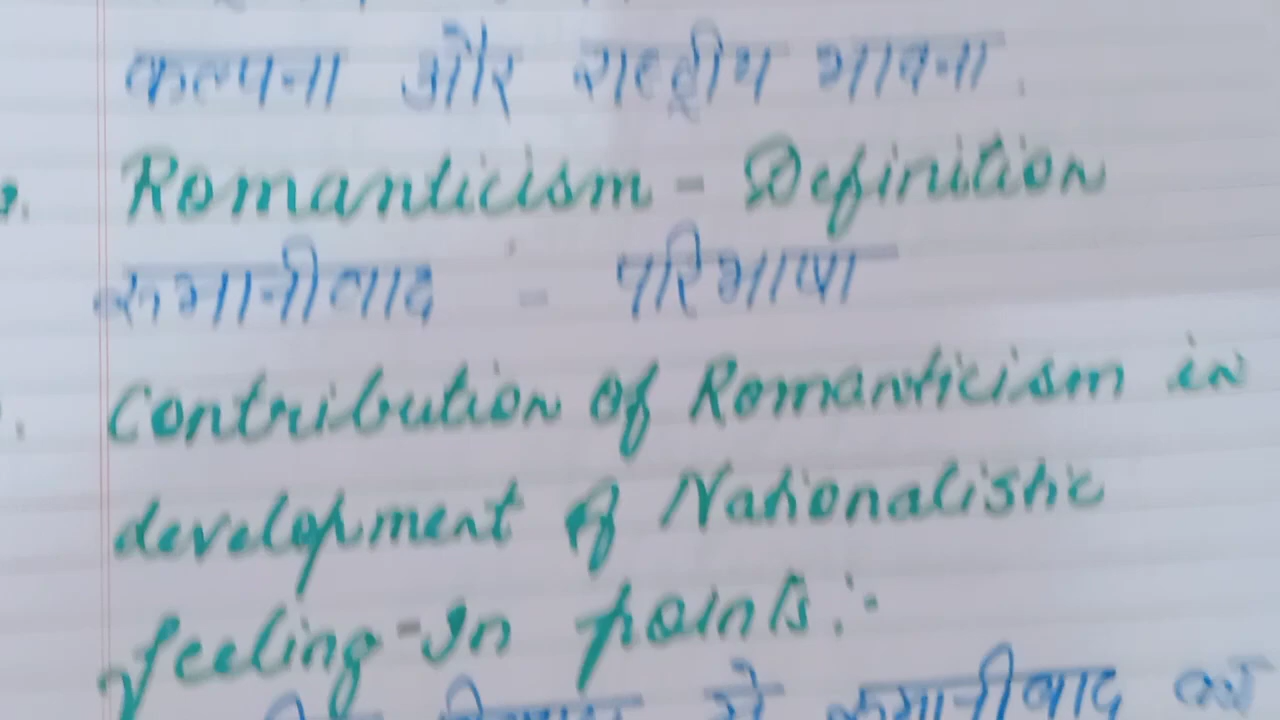 कल्पना और राष्ट्रीय भावना.
Romanticism - Definition
रूमानीवाद - परिभाषा
Contribution of Romanticism in
development of Nationalistic
feeling-In points:-
रूमानीवाद